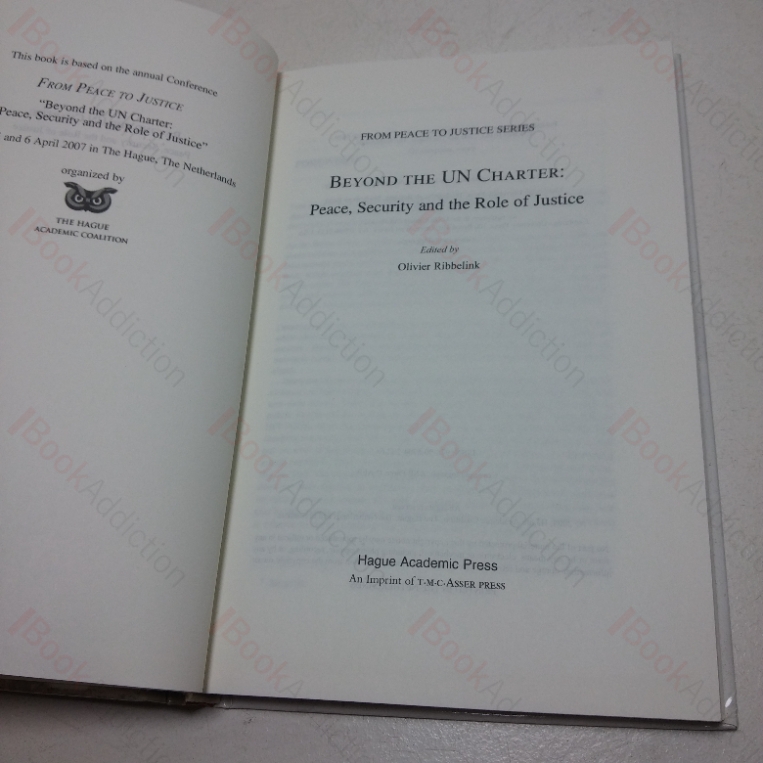 This book is based on the annual Conference
FROM PEACE TO JUSTICE
"Beyond the UN Charter:
Peace, Security and the Role of Justice"
and 6 April 2007 in The Hague, The Netherlands
organized by
THE HAGUE
ACADEMIC COALITION
FROM PEACE TO JUSTICE SERIES
BEYOND THE UN CHARTER:
Peace, Security and the Role of Justice
Edited by
Olivier Ribbelink
Hague Academic Press
An Imprint of T·M·C·ASSER PRESS
BookAddiction